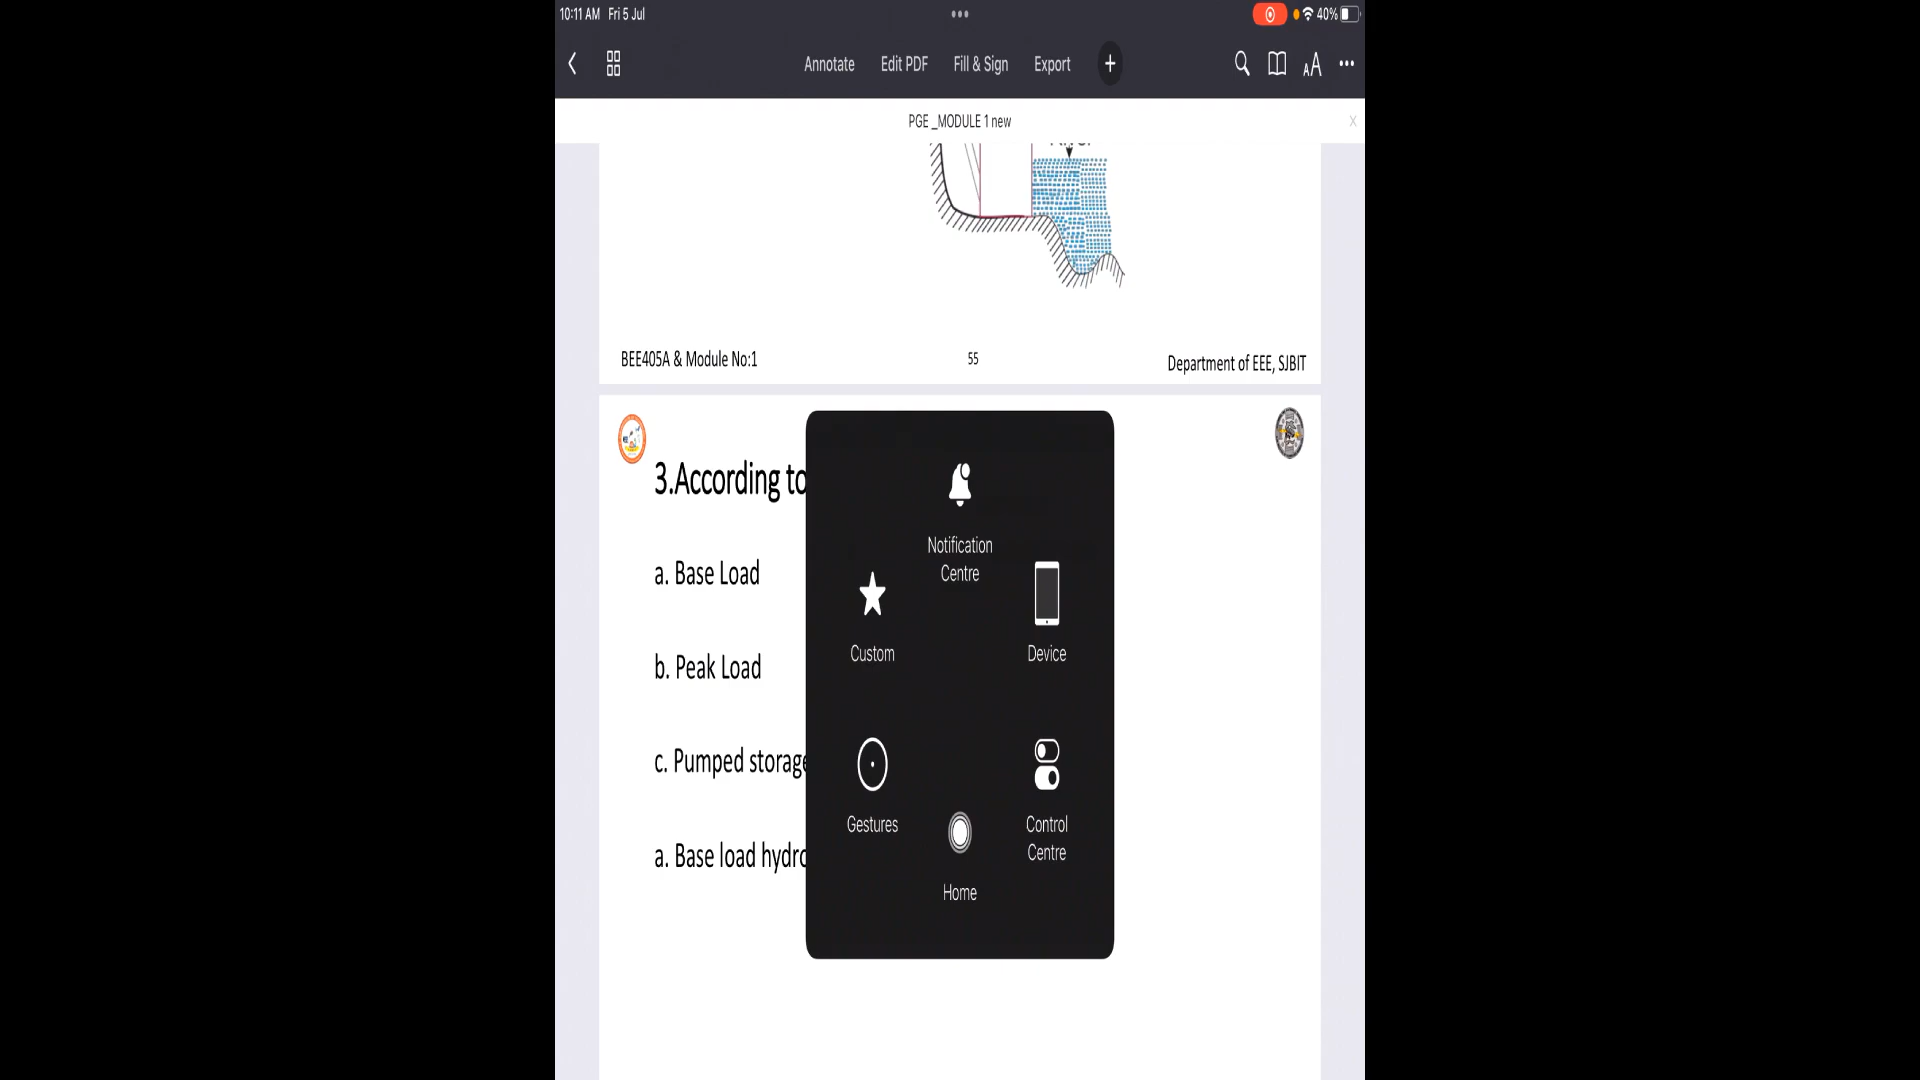 10:11 AM Fri 5 Jul
40%
Annotate Edit PDF Fill & Sign Export
PGE _MODULE 1 new
BEE405A & Module No:1
55
Department of EEE, SJBIT
3.According to
a. Base Load
b. Peak Load
c. Pumped storage
a. Base load hydro
Notification
Centre
Custom
Device
Gestures
Control
Centre
Home